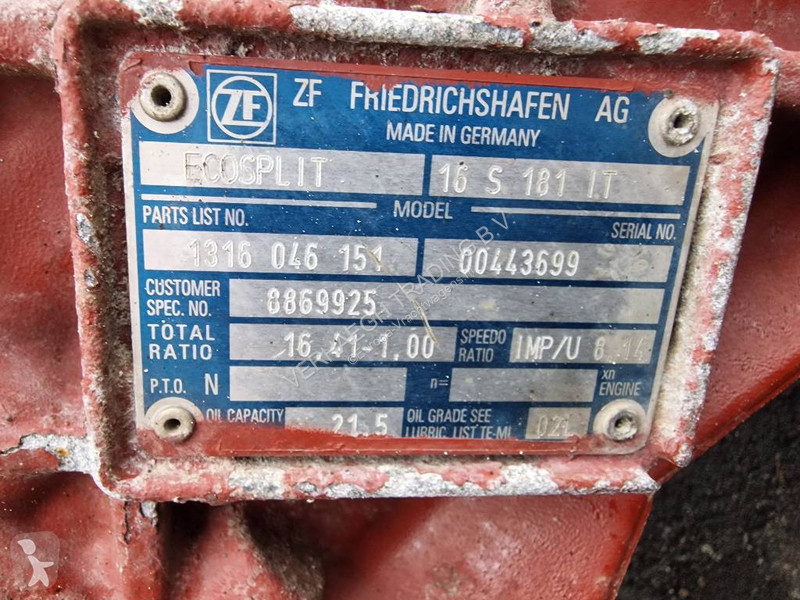 ZF ZF FRIEDRICHSHAFEN AG
MADE IN GERMANY
ECOSPLIT 16 S 181 IT
MODEL
PARTS LIST NO. SERIAL NO.
1316 046 151 00443699
CUSTOMER SPEC. NO. 8869925
TOTAL RATIO 16.41-1.00 SPEEDO RATIO IMP/U 8.14
P.T.O. N n= xn ENGINE
OIL CAPACITY 21.5 OIL GRADE SEE
LUBRIC. LIST TE-ML 02
TRADING B.V.